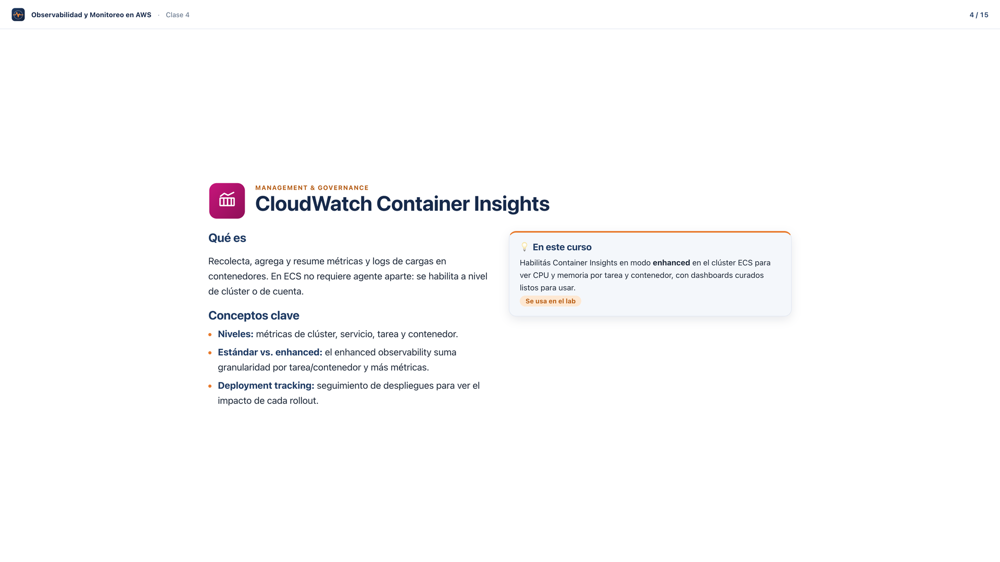 Observabilidad y Monitoreo en AWS · Clase 4
4 / 15
MANAGEMENT & GOVERNANCE
CloudWatch Container Insights
Qué es
Recolecta, agrega y resume métricas y logs de cargas en
contenedores. En ECS no requiere agente aparte: se habilita a nivel
de clúster o de cuenta.
Conceptos clave
• Niveles: métricas de clúster, servicio, tarea y contenedor.
• Estándar vs. enhanced: el enhanced observability suma
granularidad por tarea/contenedor y más métricas.
• Deployment tracking: seguimiento de despliegues para ver el
impacto de cada rollout.
💡 En este curso
Habilitás Container Insights en modo enhanced en el clúster ECS para
ver CPU y memoria por tarea y contenedor, con dashboards curados
listos para usar.
Se usa en el lab